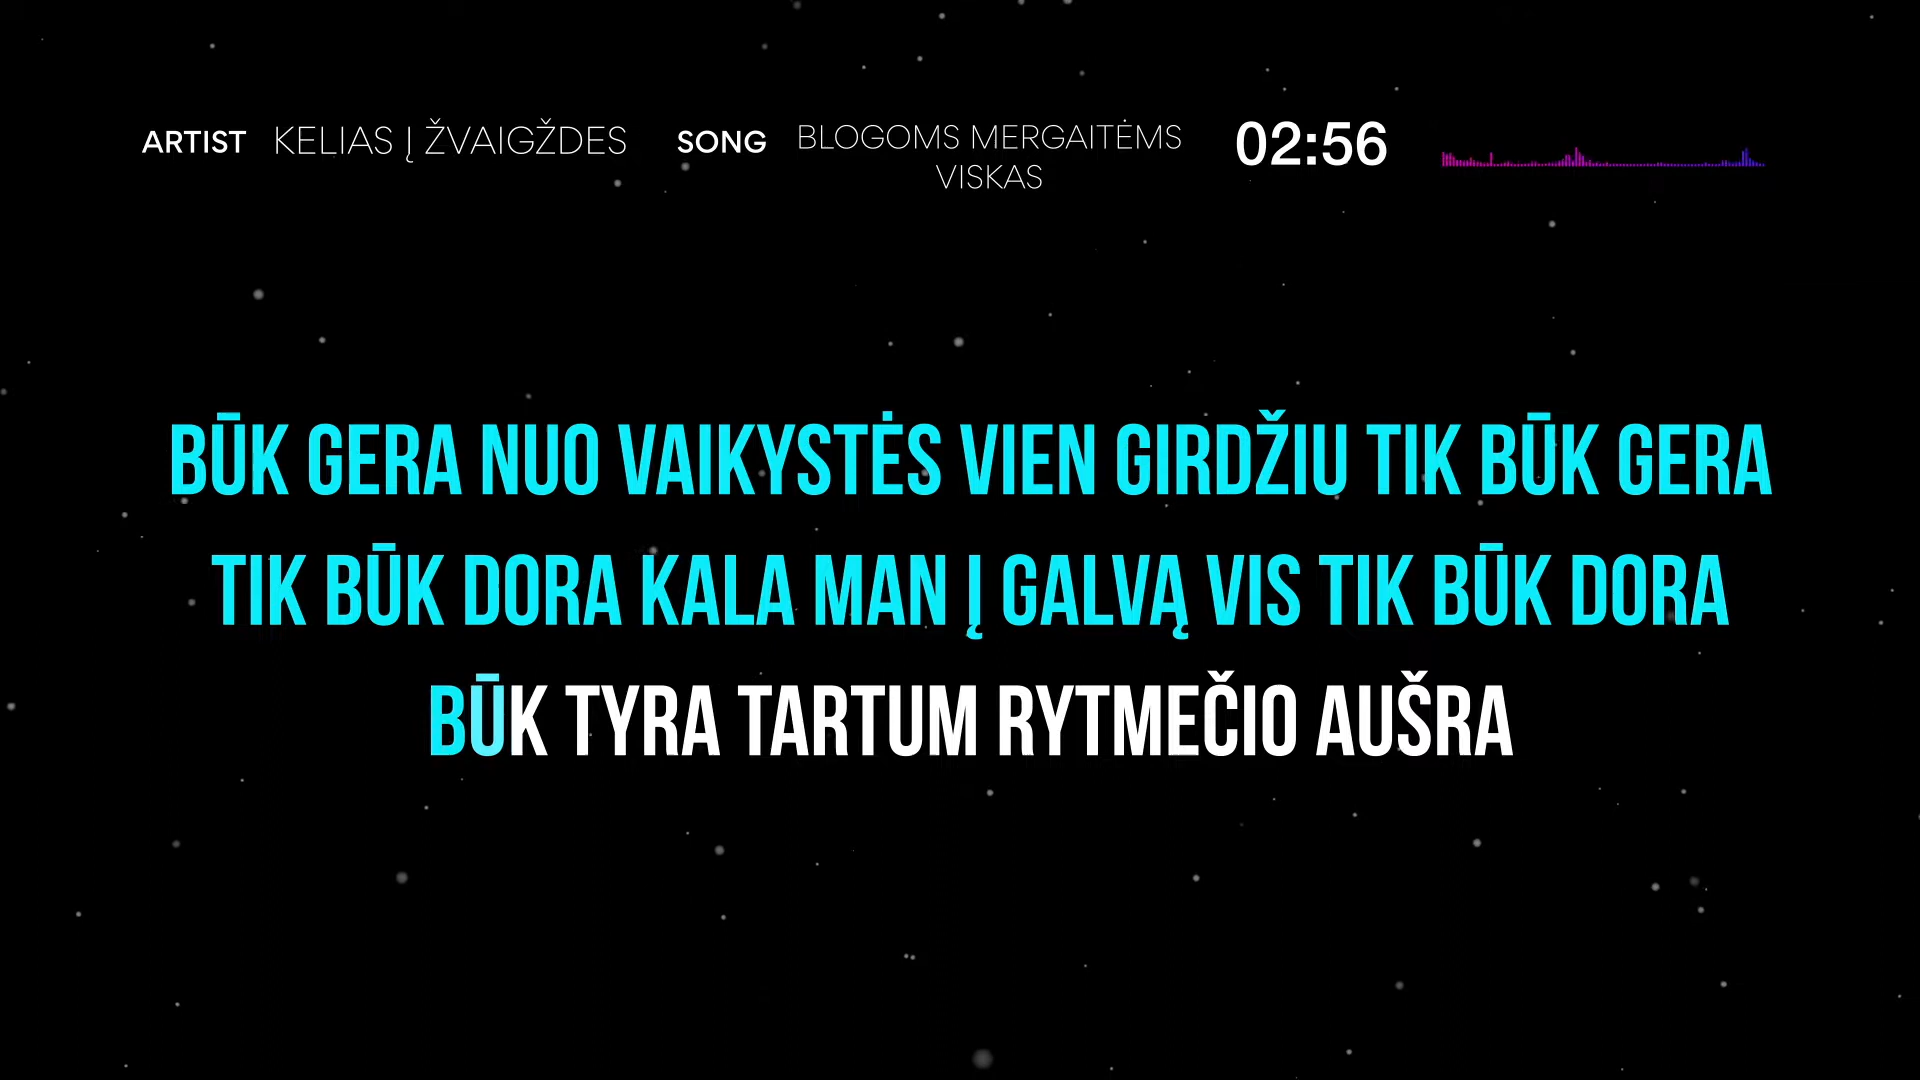 ARTIST KELIAS Į ŽVAIGŽDES SONG BLOGOMS MERGAITĖMS VISKAS 02:56
BŪK GERA NUO VAIKYSTĖS VIEN GIRDŽIU TIK BŪK GERA
TIK BŪK DORA KALA MAN Į GALVĄ VIS TIK BŪK DORA
BŪK TYRA TARTUM RYTMEČIO AUŠRA